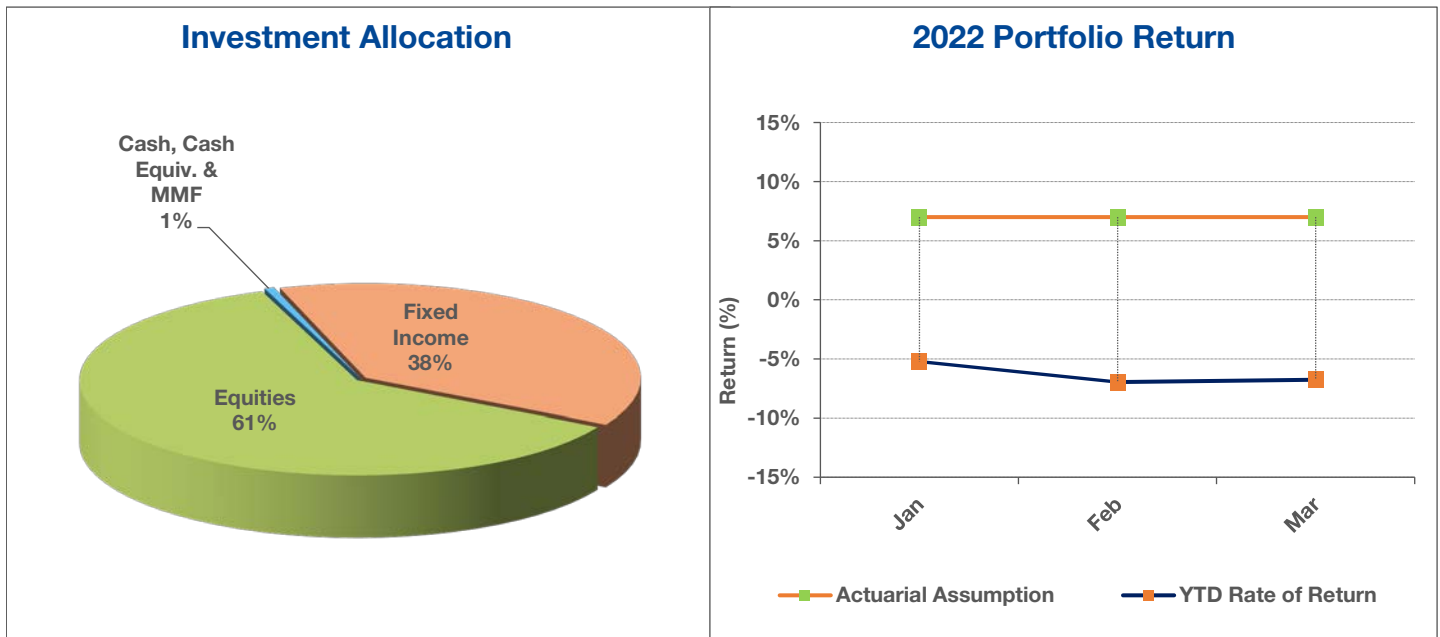 Investment Allocation
Cash, Cash
Equiv. &
MMF
1%
Fixed
Income
38%
Equities
61%
2022 Portfolio Return
15%
10%
5%
0%
-5%
-10%
-15%
Return (%)
Jan
Feb
Mar
Actuarial Assumption
YTD Rate of Return